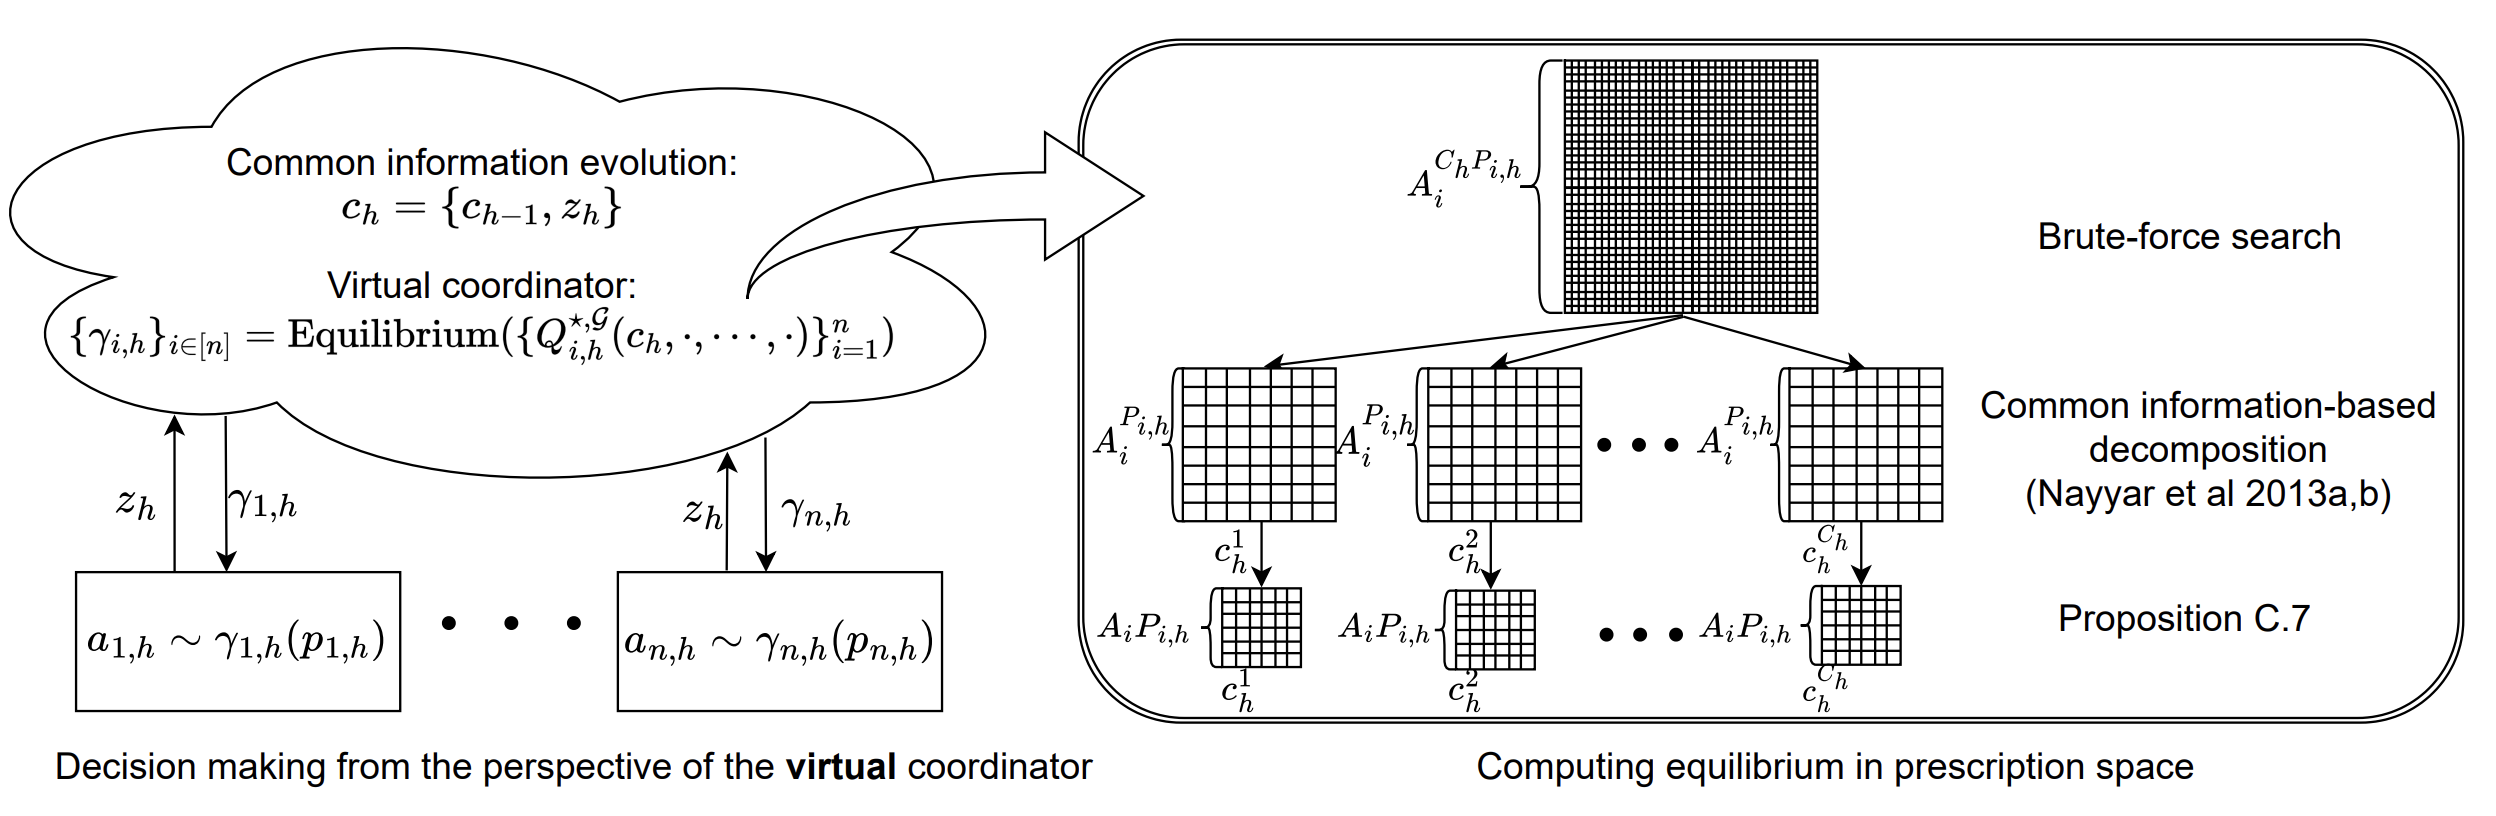 Common information evolution:
$c_h = \{c_{h-1}, z_h\}$
Virtual coordinator:
$\{\gamma_{i,h}\}_{i\in[n]} = \text{Equilibrium}(\{Q_{i,h}^{\star,\mathcal{G}}(c_h, \cdot, \cdots, \cdot)\}_{i=1}^n)$
$z_h$
$\gamma_{1,h}$
$z_h$
$\gamma_{n,h}$
$a_{1,h} \sim \gamma_{1,h}(p_{1,h})$
$a_{n,h} \sim \gamma_{n,h}(p_{n,h})$
Decision making from the perspective of the virtual coordinator
$A_i^{C_h P_{i,h}}$
Brute-force search
$A_i^{P_{i,h}}$
$A_i^{P_{i,h}}$
$A_i^{P_{i,h}}$
Common information-based
decomposition
(Nayyar et al 2013a,b)
$c_h^1$
$c_h^2$
$c_h^{C_h}$
$A_i P_{i,h}$
$A_i P_{i,h}$
$A_i P_{i,h}$
Proposition C.7
$c_h^1$
$c_h^2$
$c_h^{C_h}$
Computing equilibrium in prescription space